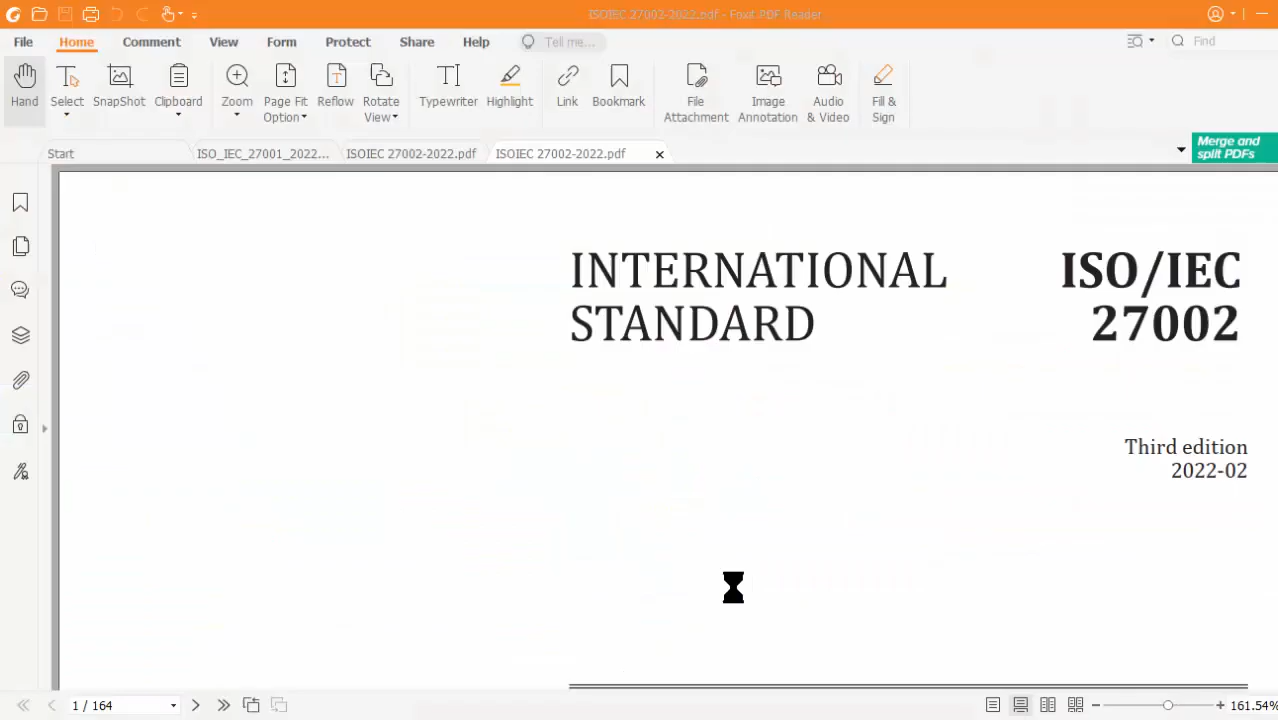 ISOIEC 27002-2022.pdf - Foxit PDF Reader
File Home Comment View Form Protect Share Help Tell me... Find
Hand Select SnapShot Clipboard Zoom Page Fit Option Reflow Rotate View Typewriter Highlight Link Bookmark File Attachment Image Annotation Audio & Video Fill & Sign
Start ISO_IEC_27001_2022... ISOIEC 27002-2022.pdf ISOIEC 27002-2022.pdf
Merge and
split PDFs
INTERNATIONAL ISO/IEC
STANDARD 27002
Third edition
2022-02
1 / 164 161.54%